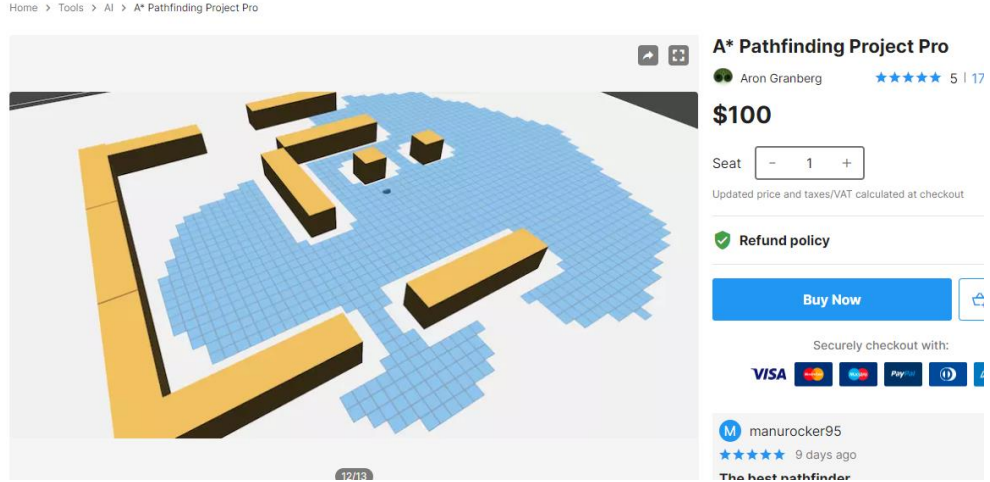 Home > Tools > AI > A* Pathfinding Project Pro
12/13
A* Pathfinding Project Pro
Aron Granberg 5 | 17
$100
Seat - 1 +
Updated price and taxes/VAT calculated at checkout
Refund policy
Buy Now
Securely checkout with:
VISA PayPal
M manurocker95
9 days ago
The best pathfinder